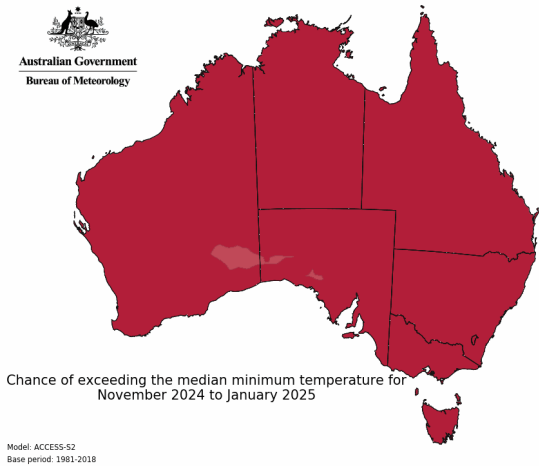 Australian Government
Bureau of Meteorology
Chance of exceeding the median minimum temperature for
November 2024 to January 2025
Model: ACCESS-S2
Base period: 1981-2018